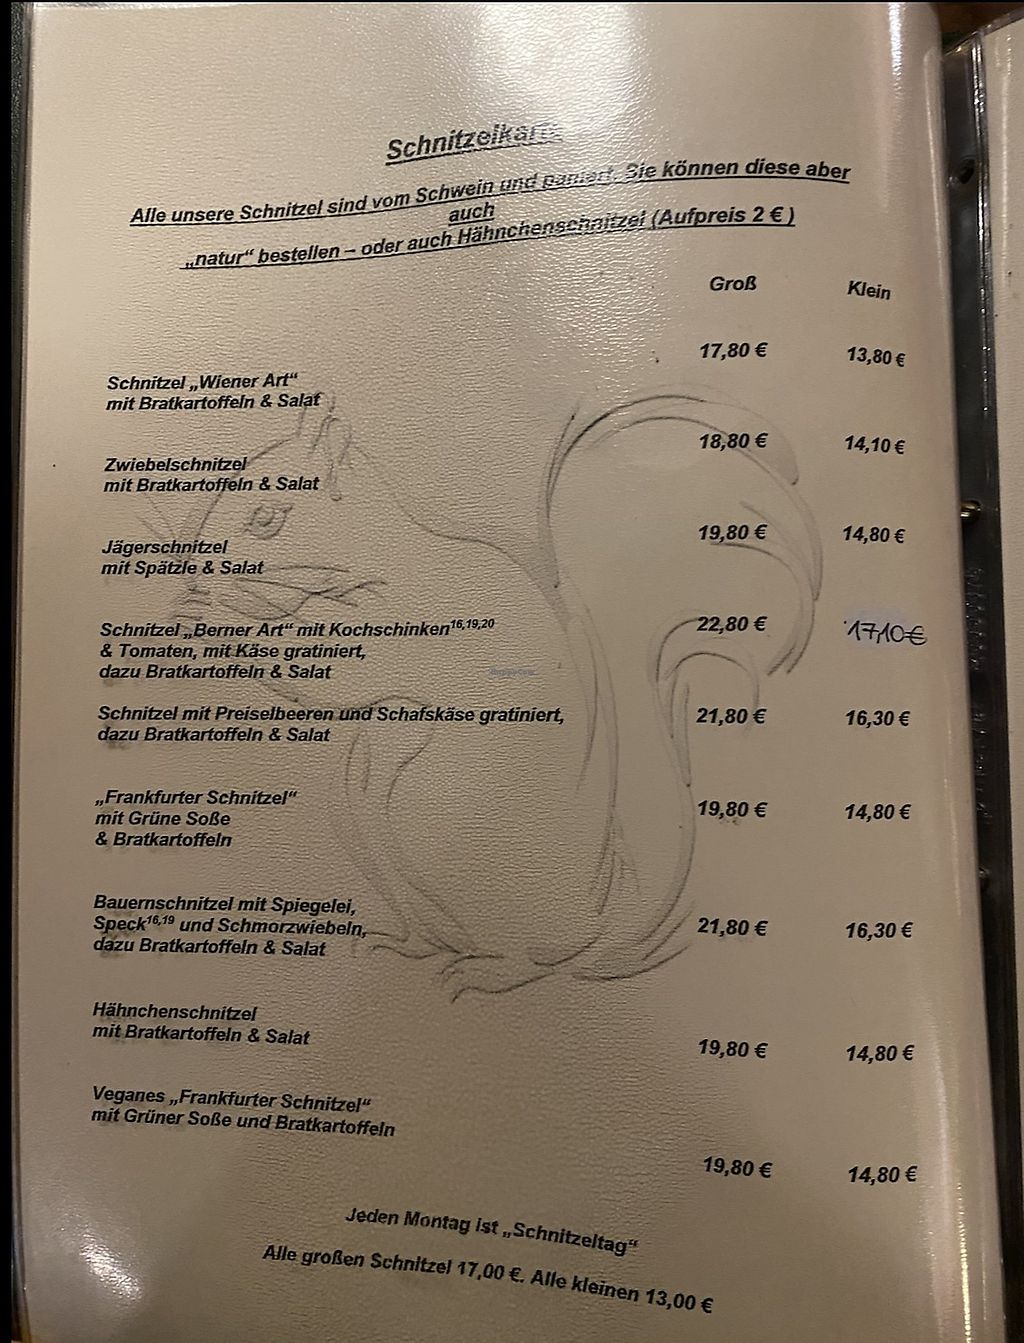 Schnitzelkarte
Alle unsere Schnitzel sind vom Schwein und paniert. Sie können diese aber
auch
„natur“ bestellen – oder auch Hähnchenschnitzel (Aufpreis 2 €)
Groß Klein
17,80 € 13,80 €
Schnitzel „Wiener Art“
mit Bratkartoffeln & Salat
18,80 € 14,10 €
Zwiebelschnitzel
mit Bratkartoffeln & Salat
19,80 € 14,80 €
Jägerschnitzel
mit Spätzle & Salat
Schnitzel „Berner Art“ mit Kochschinken16,19,20 22,80 € 17,10 €
& Tomaten, mit Käse gratiniert,
dazu Bratkartoffeln & Salat
Schnitzel mit Preiselbeeren und Schafskäse gratiniert, 21,80 € 16,30 €
dazu Bratkartoffeln & Salat
„Frankfurter Schnitzel“ 19,80 € 14,80 €
mit Grüne Soße
& Bratkartoffeln
Bauernschnitzel mit Spiegelei,
Speck16,19 und Schmorzwiebeln, 21,80 € 16,30 €
dazu Bratkartoffeln & Salat
Hähnchenschnitzel
mit Bratkartoffeln & Salat
19,80 € 14,80 €
Veganes „Frankfurter Schnitzel“
mit Grüner Soße und Bratkartoffeln
19,80 € 14,80 €
Jeden Montag ist „Schnitzeltag“
Alle großen Schnitzel 17,00 €. Alle kleinen 13,00 €